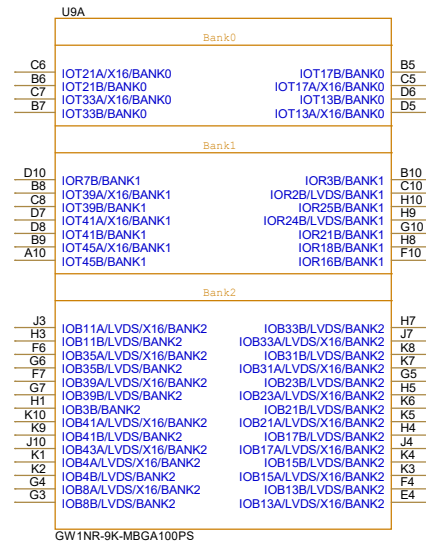 U9A
Bank0
C6 IOT21A/X16/BANK0 IOT17B/BANK0 B5
B6 IOT21B/BANK0 IOT17A/X16/BANK0 C5
C7 IOT33A/X16/BANK0 IOT13B/BANK0 D6
B7 IOT33B/BANK0 IOT13A/X16/BANK0 D5
Bank1
D10 IOR7B/BANK1 IOR3B/BANK1 B10
B8 IOT39A/X16/BANK1 IOR2B/LVDS/BANK1 C10
C8 IOT39B/BANK1 IOR25B/BANK1 H10
D7 IOT41A/X16/BANK1 IOR24B/LVDS/BANK1 H9
D8 IOT41B/BANK1 IOR21B/BANK1 G10
B9 IOT45A/X16/BANK1 IOR18B/BANK1 H8
A10 IOT45B/BANK1 IOR16B/BANK1 F10
Bank2
J3 IOB11A/LVDS/X16/BANK2 IOB33B/LVDS/BANK2 H7
H3 IOB11B/LVDS/BANK2 IOB33A/LVDS/X16/BANK2 J7
F6 IOB35A/LVDS/X16/BANK2 IOB31B/LVDS/BANK2 K8
G6 IOB35B/LVDS/BANK2 IOB31A/LVDS/X16/BANK2 K7
F7 IOB39A/LVDS/X16/BANK2 IOB23B/LVDS/BANK2 G5
G7 IOB39B/LVDS/BANK2 IOB23A/LVDS/X16/BANK2 H5
H1 IOB3B/BANK2 IOB21B/LVDS/BANK2 K6
K10 IOB41A/LVDS/X16/BANK2 IOB21A/LVDS/X16/BANK2 K5
K9 IOB41B/LVDS/BANK2 IOB17B/LVDS/BANK2 H4
J10 IOB43A/LVDS/X16/BANK2 IOB17A/LVDS/X16/BANK2 J4
K1 IOB4A/LVDS/X16/BANK2 IOB15B/LVDS/BANK2 K4
K2 IOB4B/LVDS/BANK2 IOB15A/LVDS/X16/BANK2 K3
G4 IOB8A/LVDS/X16/BANK2 IOB13B/LVDS/BANK2 F4
G3 IOB8B/LVDS/BANK2 IOB13A/LVDS/X16/BANK2 E4
GW1NR-9K-MBGA100PS